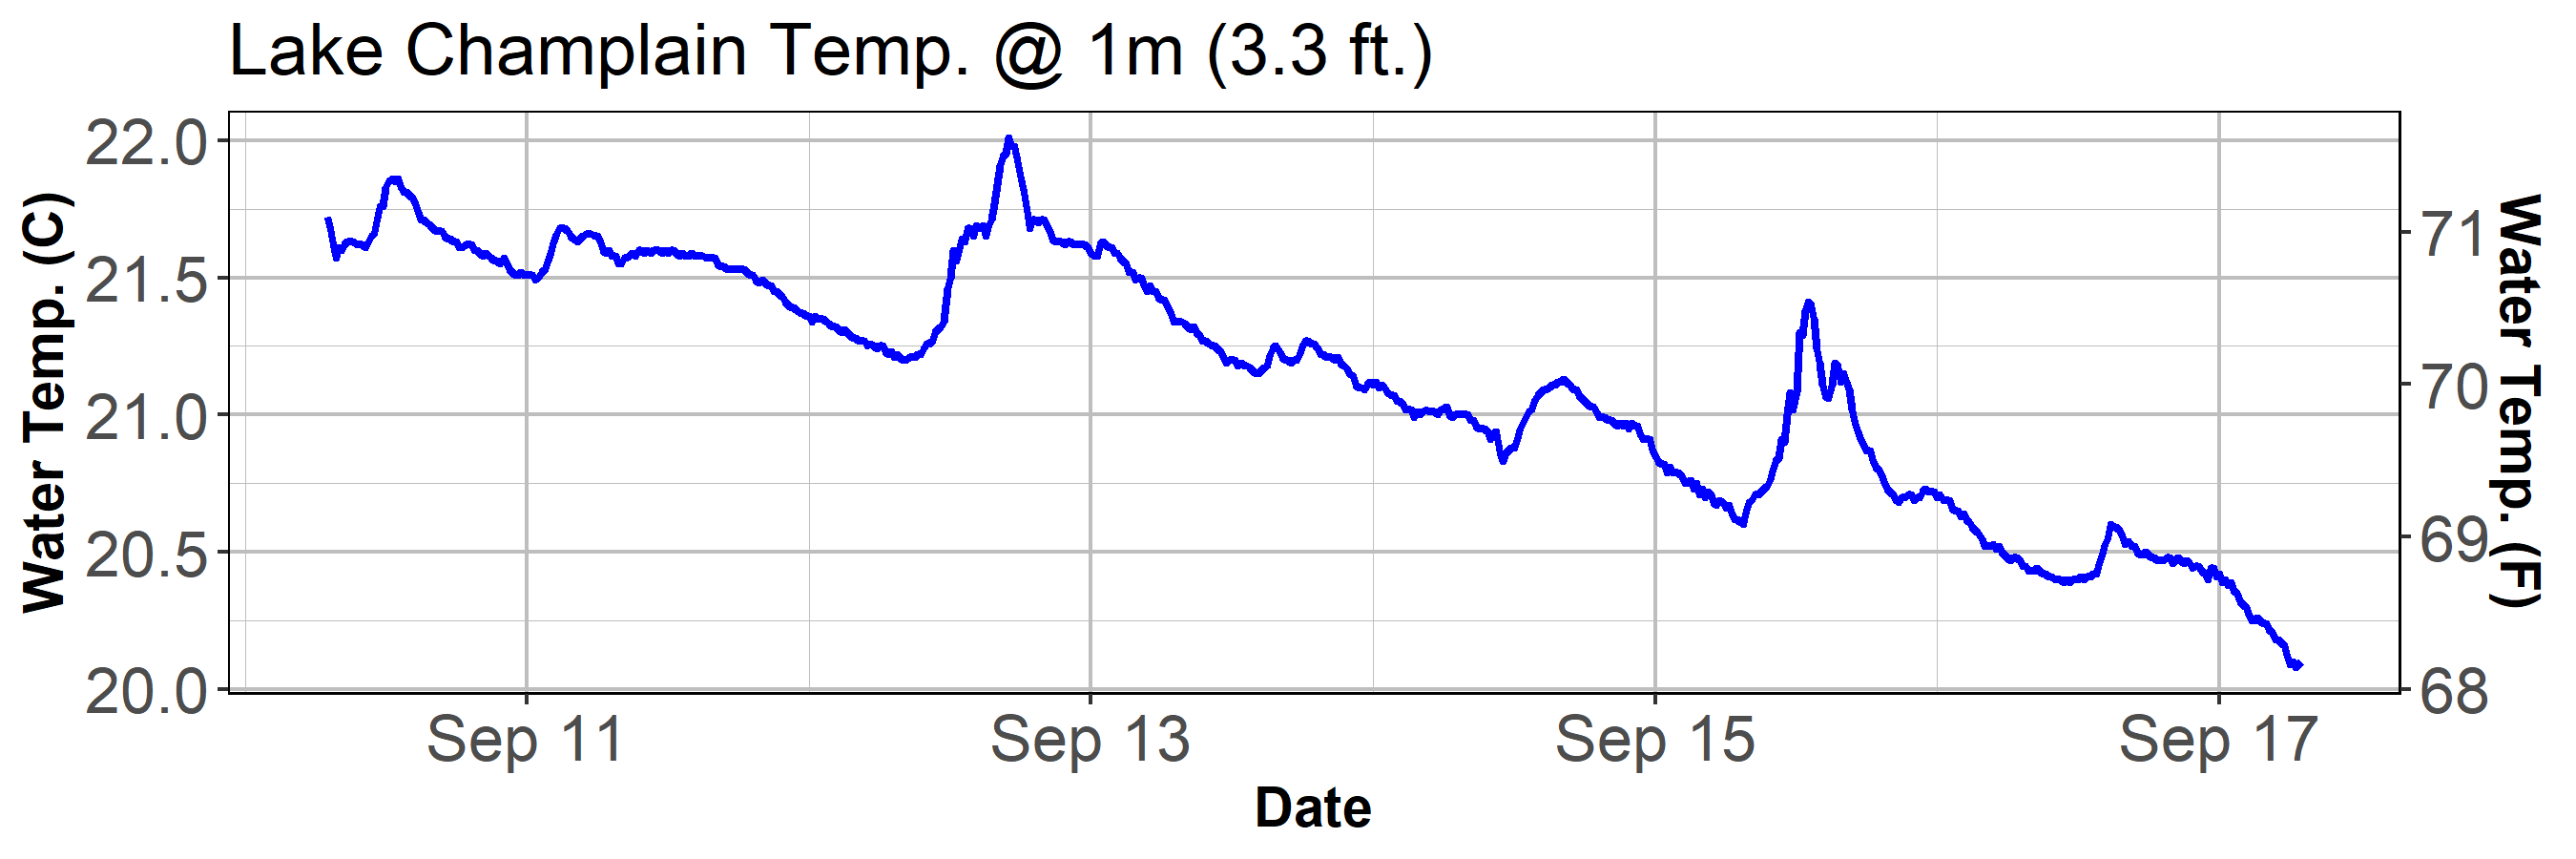 Lake Champlain Temp. @ 1m (3.3 ft.)
Water Temp. (C)
22.0
21.5
21.0
20.5
20.0
71
70
69
68
Water Temp. (F)
Sep 11 Sep 13 Sep 15 Sep 17
Date